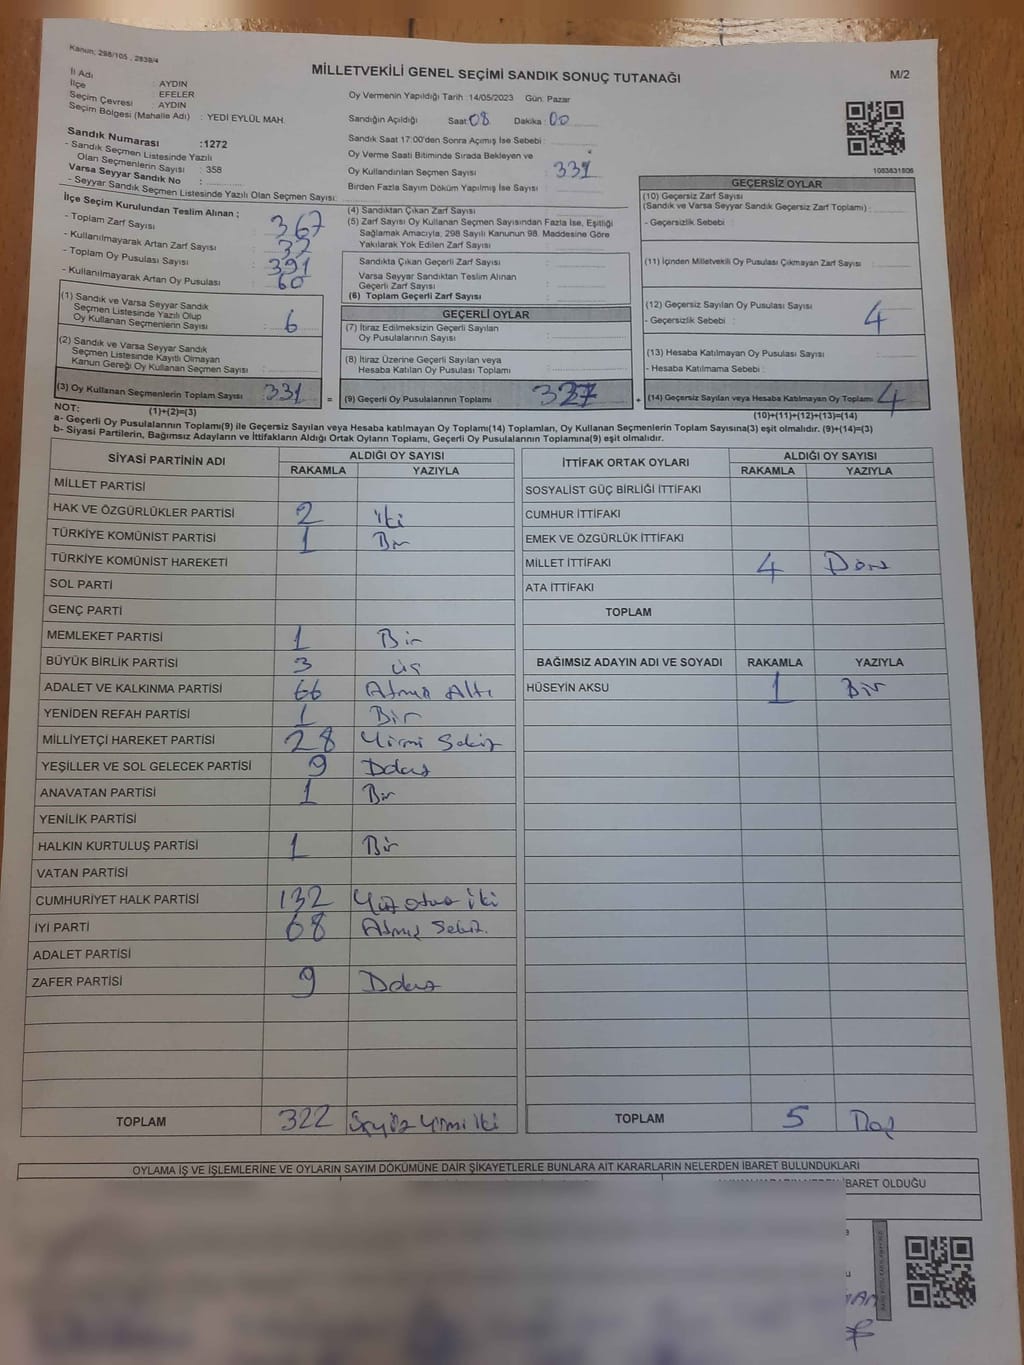 Kanun; 298/105 , 2839/4
MİLLETVEKİLİ GENEL SEÇİMİ SANDIK SONUÇ TUTANAĞI
M/2
İl Adı : AYDIN
İlçe : EFELER
Seçim Çevresi : AYDIN
Seçim Bölgesi (Mahalle Adı) : YEDİ EYLÜL MAH.
Oy Vermenin Yapıldığı Tarih :14/05/2023 Gün: Pazar
Sandığın Açıldığı Saat: 08 Dakika : 00
Sandık Saat 17:00'den Sonra Açılmış İse Sebebi :
Oy Verme Saati Bitiminde Sırada Bekleyen ve
Oy Kullandırılan Seçmen Sayısı : 331
Birden Fazla Sayım Döküm Yapılmış İse Sayısı :
1083831806
Sandık Numarası :1272
- Sandık Seçmen Listesinde Yazılı
Olan Seçmenlerin Sayısı : 358
Varsa Seyyar Sandık No :
- Seyyar Sandık Seçmen Listesinde Yazılı Olan Seçmen Sayısı:
İlçe Seçim Kurulundan Teslim Alınan ;
- Toplam Zarf Sayısı : 367
- Kullanılmayarak Artan Zarf Sayısı : 37
- Toplam Oy Pusulası Sayısı : 391
- Kullanılmayarak Artan Oy Pusulası : 60
(1) Sandık ve Varsa Seyyar Sandık
Seçmen Listesinde Yazılı Olup
Oy Kullanan Seçmenlerin Sayısı : 6
(2) Sandık ve Varsa Seyyar Sandık
Seçmen Listesinde Kayıtlı Olmayan
Kanun Gereği Oy Kullanan Seçmen Sayısı :
(3) Oy Kullanan Seçmenlerin Toplam Sayısı : 331 =
(4) Sandıktan Çıkan Zarf Sayısı :
(5) Zarf Sayısı Oy Kullanan Seçmen Sayısından Fazla İse, Eşitliği
Sağlamak Amacıyla, 298 Sayılı Kanunun 98. Maddesine Göre
Yakılarak Yok Edilen Zarf Sayısı :
Sandıkta Çıkan Geçerli Zarf Sayısı :
Varsa Seyyar Sandıktan Teslim Alınan
Geçerli Zarf Sayısı :
(6) Toplam Geçerli Zarf Sayısı :
GEÇERLİ OYLAR
(7) İtiraz Edilmeksizin Geçerli Sayılan
Oy Pusulalarının Sayısı :
(8) İtiraz Üzerine Geçerli Sayılan veya
Hesaba Katılan Oy Pusulası Toplamı :
(9) Geçerli Oy Pusulalarının Toplamı : 327 +
GEÇERSİZ OYLAR
(10) Geçersiz Zarf Sayısı
(Sandık ve Varsa Seyyar Sandık Geçersiz Zarf Toplamı) :
- Geçersizlik Sebebi :
(11) İçinden Milletvekili Oy Pusulası Çıkmayan Zarf Sayısı :
(12) Geçersiz Sayılan Oy Pusulası Sayısı : 4
- Geçersizlik Sebebi :
(13) Hesaba Katılmayan Oy Pusulası Sayısı :
- Hesaba Katılmama Sebebi :
(14) Geçersiz Sayılan veya Hesaba Katılmayan Oy Toplamı : 4
NOT: (1)+(2)=(3)
(10)+(11)+(12)+(13)=(14)
a- Geçerli Oy Pusulalarının Toplamı(9) ile Geçersiz Sayılan veya Hesaba katılmayan Oy Toplamı(14) Toplamları, Oy Kullanan Seçmenlerin Toplam Sayısına(3) eşit olmalıdır. (9)+(14)=(3)
b- Siyasi Partilerin, Bağımsız Adayların ve İttifakların Aldığı Ortak Oyların Toplamı, Geçerli Oy Pusulalarının Toplamına(9) eşit olmalıdır.
SİYASİ PARTİNİN ADI
ALDIĞI OY SAYISI
RAKAMLA YAZIYLA
MİLLET PARTİSİ
HAK VE ÖZGÜRLÜKLER PARTİSİ 2 iki
TÜRKİYE KOMÜNİST PARTİSİ 1 Bir
TÜRKİYE KOMÜNİST HAREKETİ
SOL PARTİ
GENÇ PARTİ
MEMLEKET PARTİSİ 1 Bir
BÜYÜK BİRLİK PARTİSİ 3 üç
ADALET VE KALKINMA PARTİSİ 66 Atmış Altı
YENİDEN REFAH PARTİSİ 1 Bir
MİLLİYETÇİ HAREKET PARTİSİ 28 Yirmi Sekiz
YEŞİLLER VE SOL GELECEK PARTİSİ 9 Dokuz
ANAVATAN PARTİSİ 1 Bir
YENİLİK PARTİSİ
HALKIN KURTULUŞ PARTİSİ 1 Bir
VATAN PARTİSİ
CUMHURİYET HALK PARTİSİ 132 Yüz otuz iki
İYİ PARTİ 68 Atmış Sekiz.
ADALET PARTİSİ
ZAFER PARTİSİ 9 Dokuz
TOPLAM 322 Üçyüz Yirmi İki
İTTİFAK ORTAK OYLARI
ALDIĞI OY SAYISI
RAKAMLA YAZIYLA
SOSYALİST GÜÇ BİRLİĞİ İTTİFAKI
CUMHUR İTTİFAKI
EMEK VE ÖZGÜRLÜK İTTİFAKI
MİLLET İTTİFAKI 4 Dört
ATA İTTİFAKI
TOPLAM
BAĞIMSIZ ADAYIN ADI VE SOYADI RAKAMLA YAZIYLA
HÜSEYİN AKSU 1 Bir
TOPLAM 5 Beş
OYLAMA İŞ VE İŞLEMLERİNE VE OYLARIN SAYIM DÖKÜMÜNE DAİR ŞİKAYETLERLE BUNLARA AİT KARARLARIN NELERDEN İBARET BULUNDUKLARI
İBARET OLDUĞU